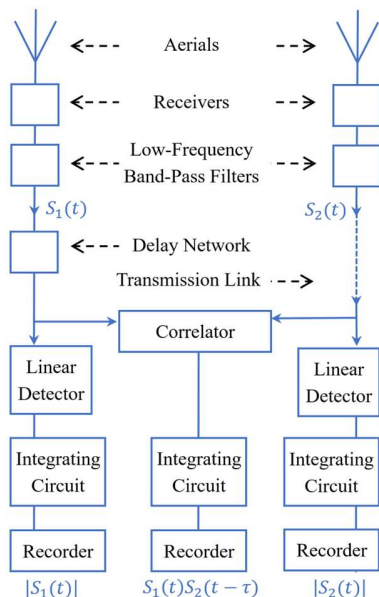 Aerials
Receivers
Low-Frequency
Band-Pass Filters
S₁(t)
S₂(t)
Delay Network
Transmission Link
Correlator
Linear
Detector
Linear
Detector
Integrating
Circuit
Integrating
Circuit
Integrating
Circuit
Recorder
Recorder
Recorder
|S₁(t)|
S₁(t)S₂(t − τ)
|S₂(t)|